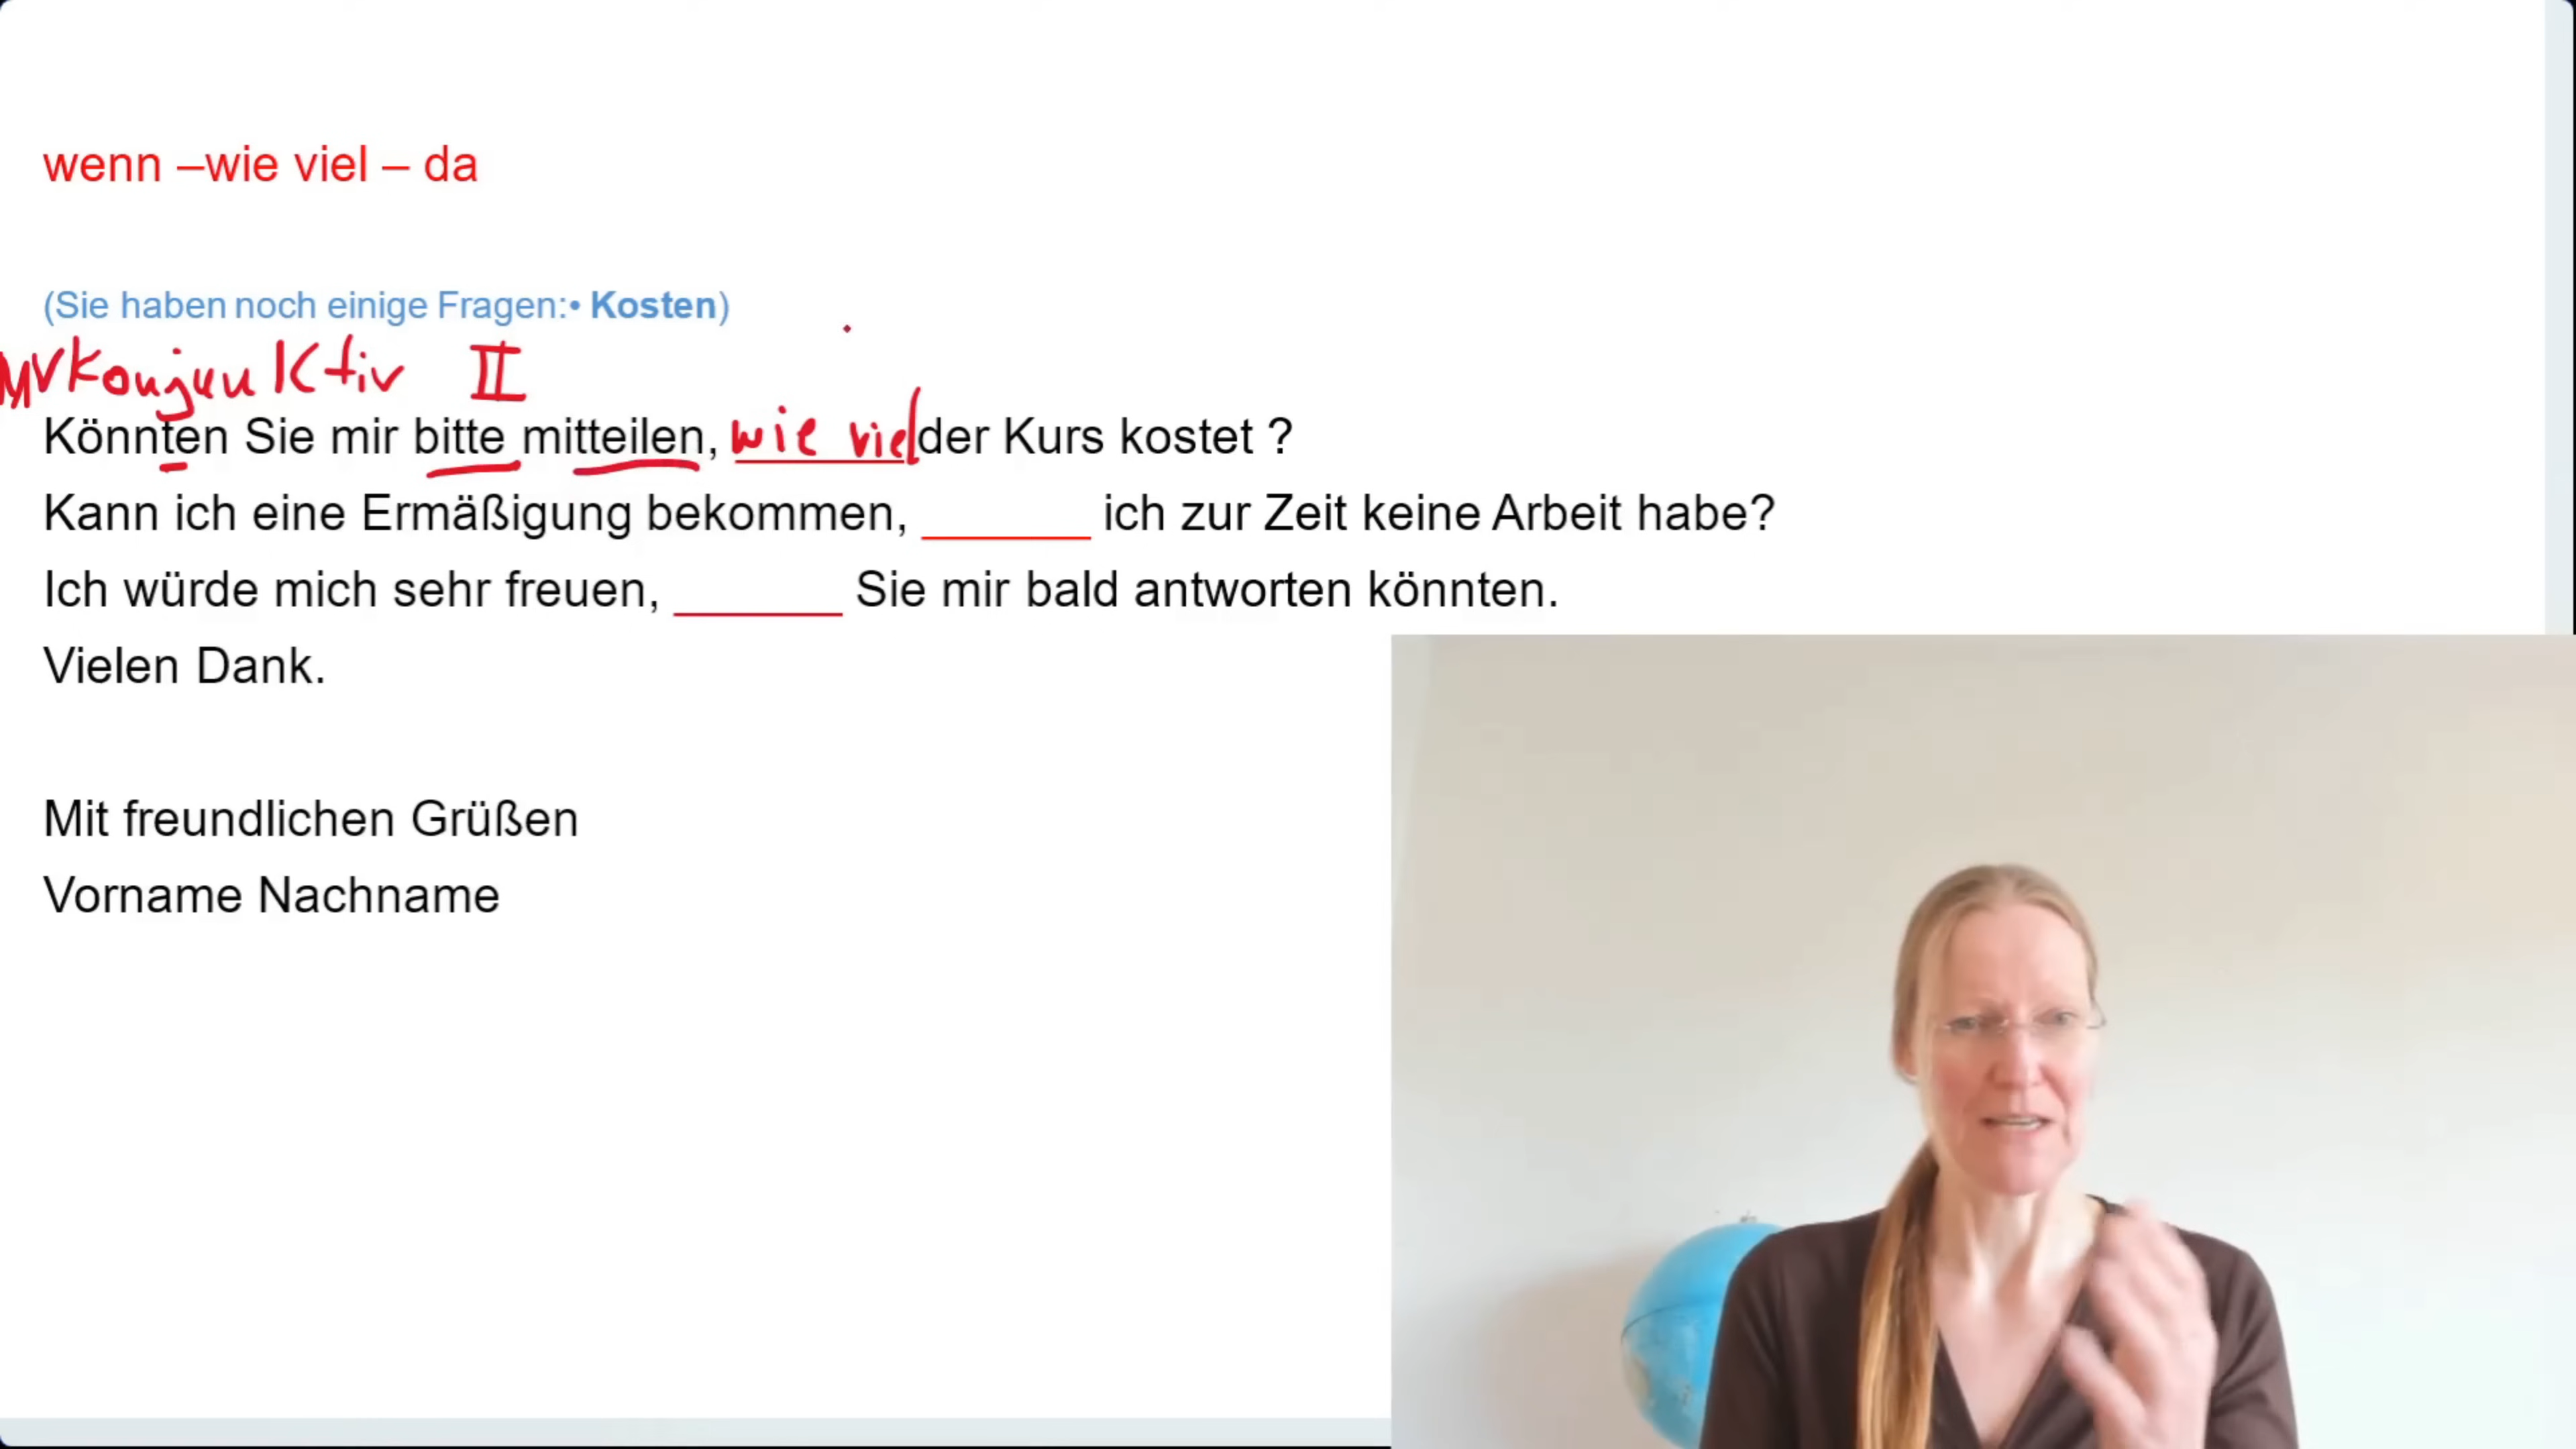 wenn –wie viel – da
(Sie haben noch einige Fragen:• Kosten)
MV Konjunktiv II
Könnten Sie mir bitte mitteilen, wie viel der Kurs kostet ?
Kann ich eine Ermäßigung bekommen, _______ ich zur Zeit keine Arbeit habe?
Ich würde mich sehr freuen, _______ Sie mir bald antworten könnten.
Vielen Dank.
Mit freundlichen Grüßen
Vorname Nachname